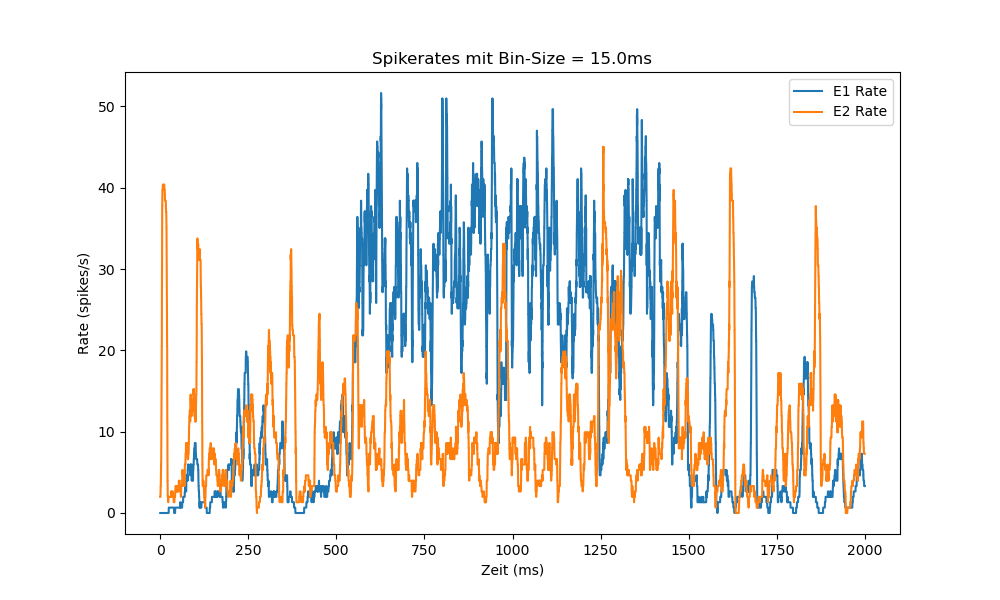 Spikerates mit Bin-Size = 15.0ms
E1 Rate
E2 Rate
50
40
30
20
10
0
Rate (spikes/s)
0 250 500 750 1000 1250 1500 1750 2000
Zeit (ms)